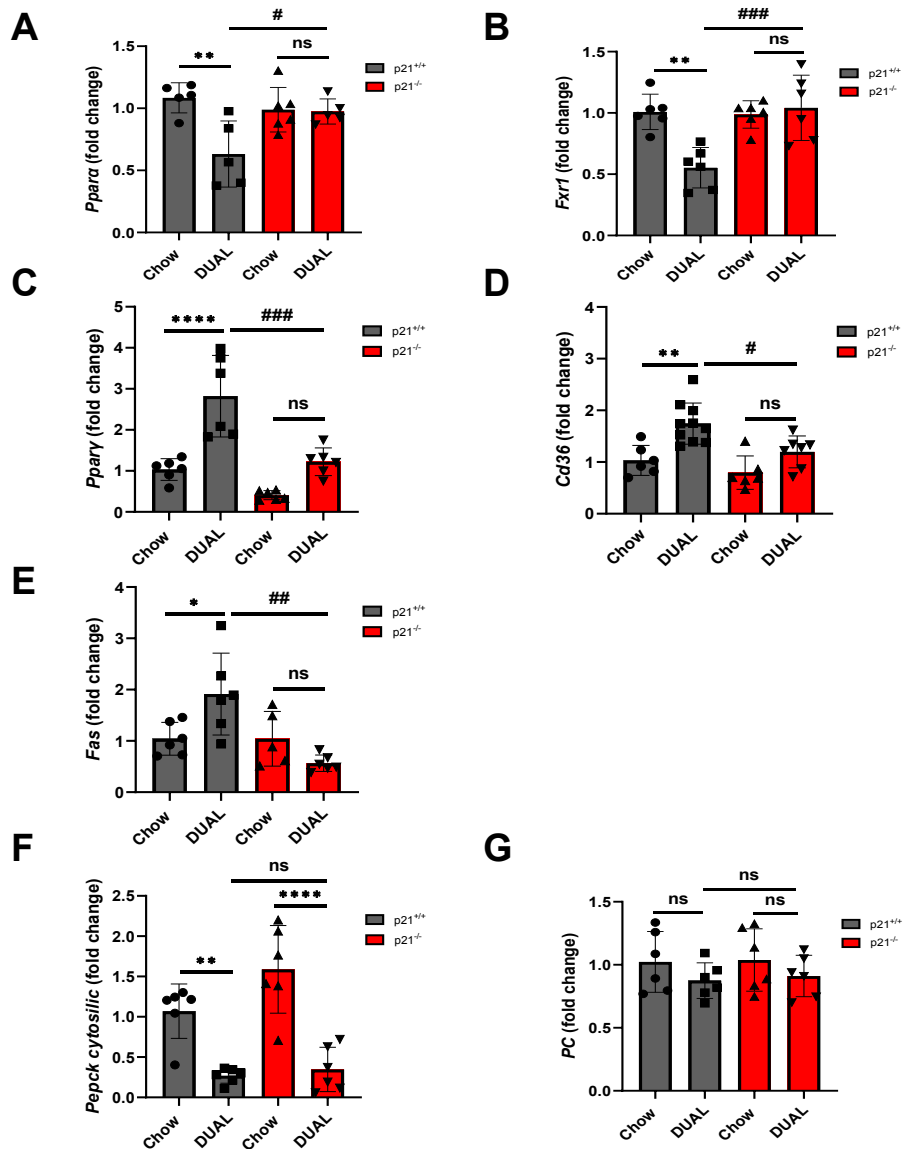 A
#
**
ns
p21+/+
p21-/-
Pparα (fold change)
1.5
1.0
0.5
0.0
Chow
DUAL
Chow
DUAL
B
###
**
ns
p21+/+
p21-/-
Fxr1 (fold change)
1.5
1.0
0.5
0.0
Chow
DUAL
Chow
DUAL
C
****
###
ns
p21+/+
p21-/-
Pparγ (fold change)
5
4
3
2
1
0
Chow
DUAL
Chow
DUAL
D
**
#
ns
p21+/+
p21-/-
Cd36 (fold change)
4
3
2
1
0
Chow
DUAL
Chow
DUAL
E
*
##
ns
p21+/+
p21-/-
Fas (fold change)
4
3
2
1
0
Chow
DUAL
Chow
DUAL
F
ns
**
****
p21+/+
p21-/-
Pepck cytosilic (fold change)
2.5
2.0
1.5
1.0
0.5
0.0
Chow
DUAL
Chow
DUAL
G
ns
ns
ns
p21+/+
p21-/-
PC (fold change)
1.5
1.0
0.5
0.0
Chow
DUAL
Chow
DUAL